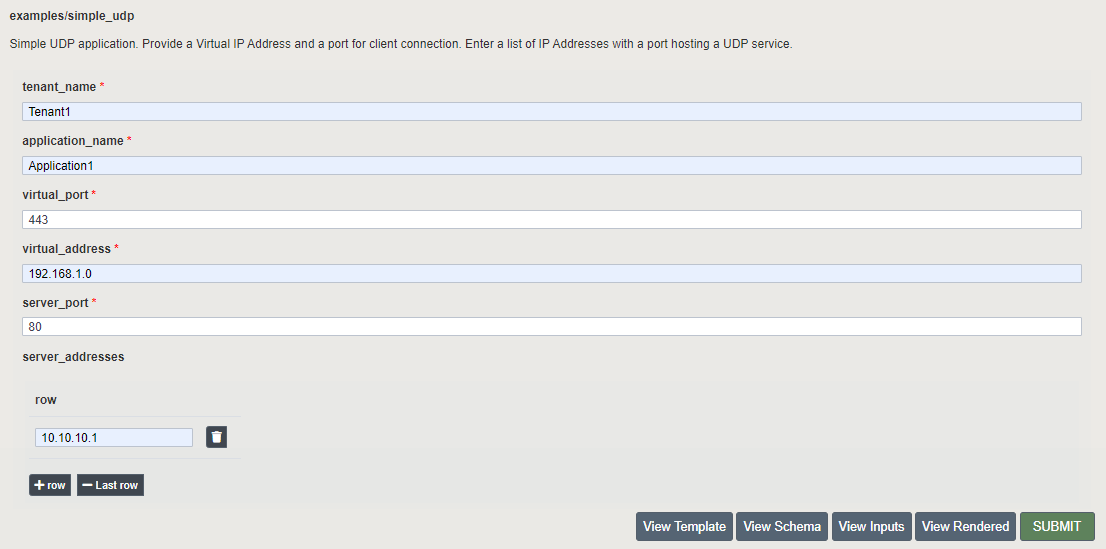 examples/simple_udp
Simple UDP application. Provide a Virtual IP Address and a port for client connection. Enter a list of IP Addresses with a port hosting a UDP service.
tenant_name *
Tenant1
application_name *
Application1
virtual_port *
443
virtual_address *
192.168.1.0
server_port *
80
server_addresses
row
10.10.10.1
+ row − Last row
View Template View Schema View Inputs View Rendered SUBMIT